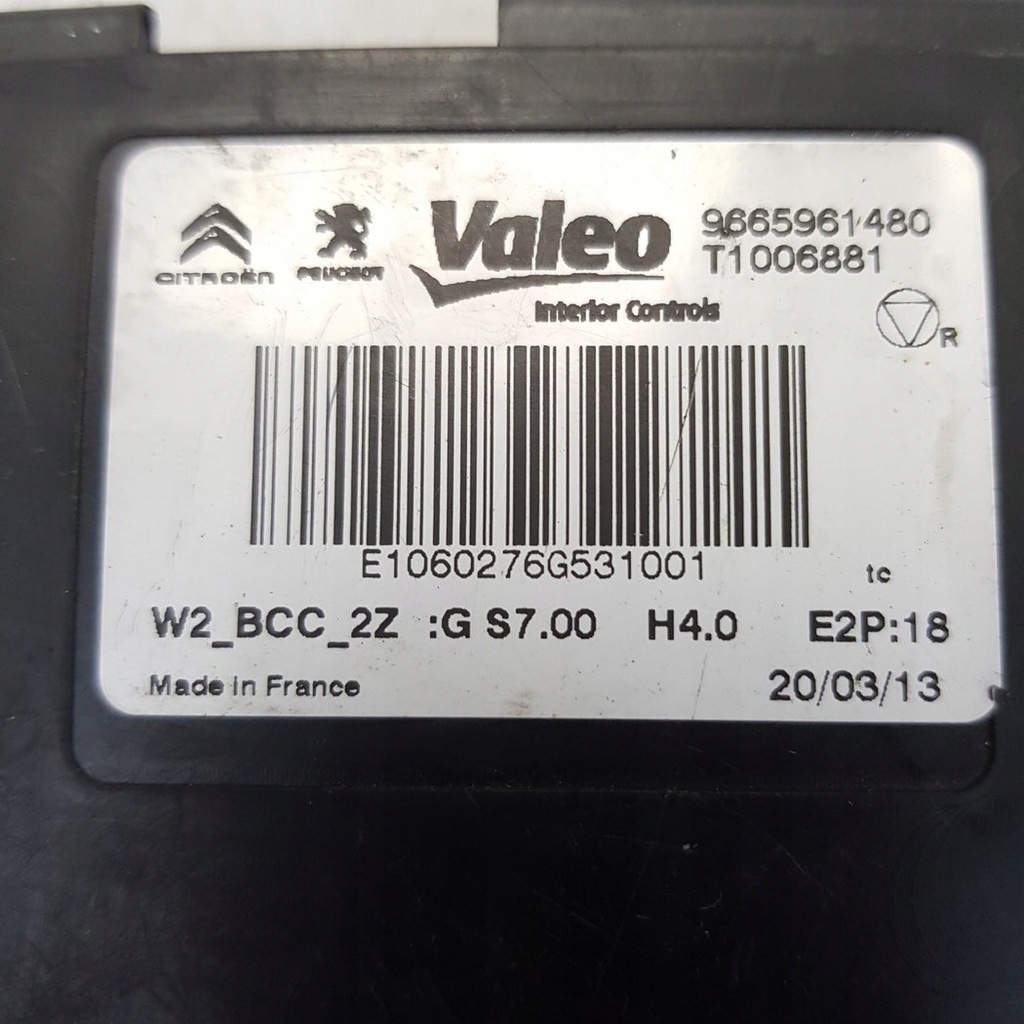 CITROËN PEUGEOT Valeo 9665961480
T1006881
Interior Controls
R
E1060276G531001
tc
W2_BCC_2Z :G S7.00 H4.0 E2P:18
Made in France 20/03/13